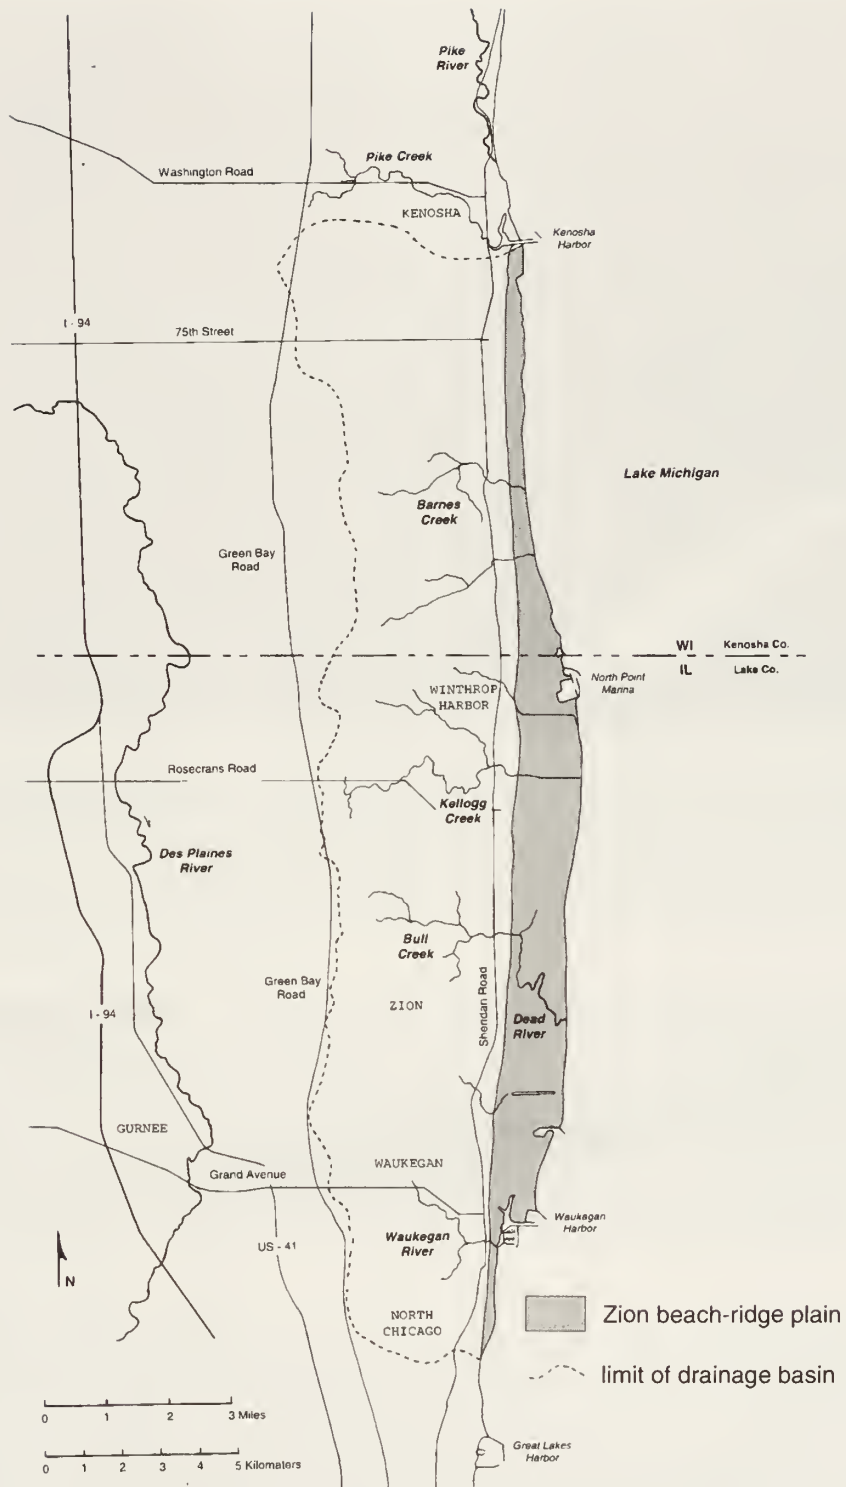 Pike
River
Pike Creek
Washington Road
KENOSHA
Kenosha
Harbor
I - 94
75th Street
Lake Michigan
Barnes
Creek
Green Bay
Road
WI
Kenosha Co.
IL
Lake Co.
North Point
Marina
WINTHROP
HARBOR
Rosecrans Road
Kellogg
Creek
Des Plaines
River
Bull
Creek
Green Bay
Road
ZION
Sheridan Road
Dead
River
I - 94
GURNEE
WAUKEGAN
Grand Avenue
Waukegan
River
Waukegan
Harbor
US - 41
N
NORTH
CHICAGO
Zion beach-ridge plain
limit of drainage basin
0 1 2 3 Miles
0 1 2 3 4 5 Kilometers
Great Lakes
Harbor